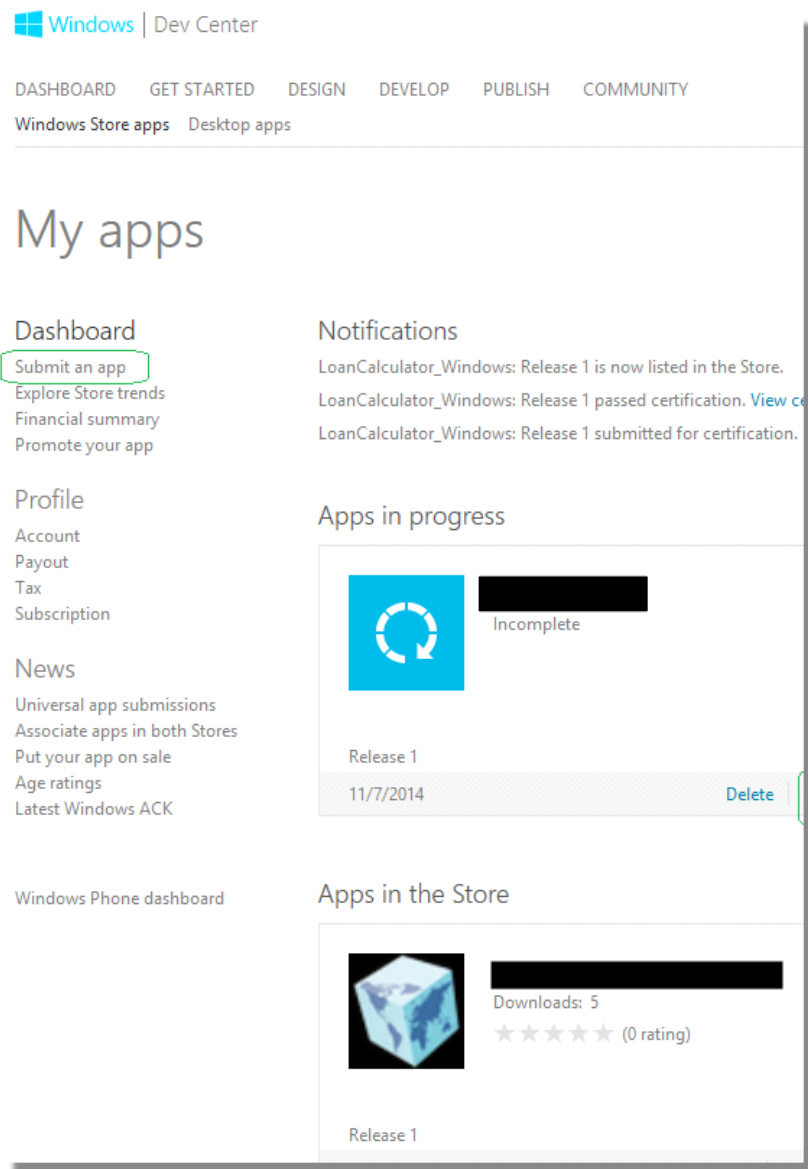 Windows | Dev Center
DASHBOARD GET STARTED DESIGN DEVELOP PUBLISH COMMUNITY
Windows Store apps Desktop apps
My apps
Dashboard
Submit an app
Explore Store trends
Financial summary
Promote your app
Profile
Account
Payout
Tax
Subscription
News
Universal app submissions
Associate apps in both Stores
Put your app on sale
Age ratings
Latest Windows ACK
Windows Phone dashboard
Notifications
LoanCalculator_Windows: Release 1 is now listed in the Store.
LoanCalculator_Windows: Release 1 passed certification. View
LoanCalculator_Windows: Release 1 submitted for certification.
Apps in progress
Incomplete
Release 1
11/7/2014 Delete
Apps in the Store
Downloads: 5
(0 rating)
Release 1